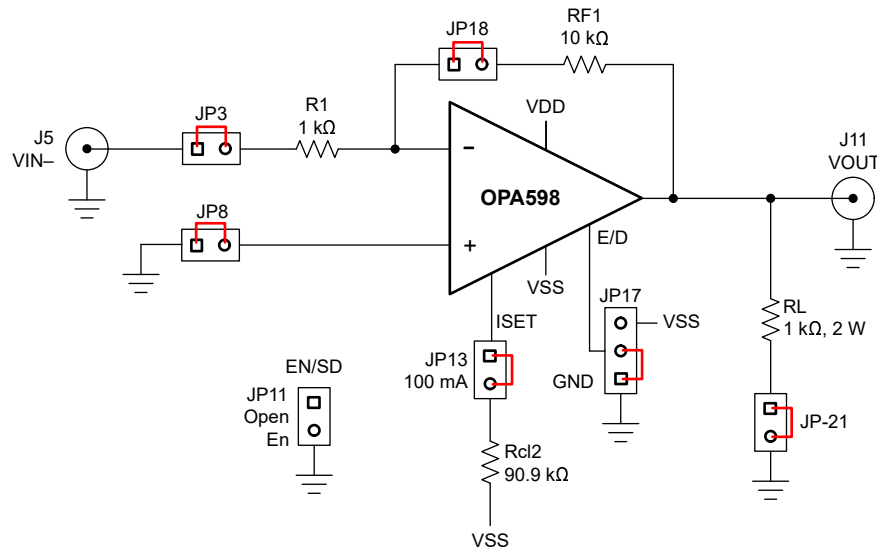 JP18
RF1
10 kΩ
J5
VIN–
JP3
R1
1 kΩ
VDD
J11
VOUT
–
OPA598
JP8
+
E/D
VSS
JP17
VSS
ISET
GND
RL
1 kΩ, 2 W
JP13
100 mA
EN/SD
JP11
Open
En
JP-21
Rcl2
90.9 kΩ
VSS